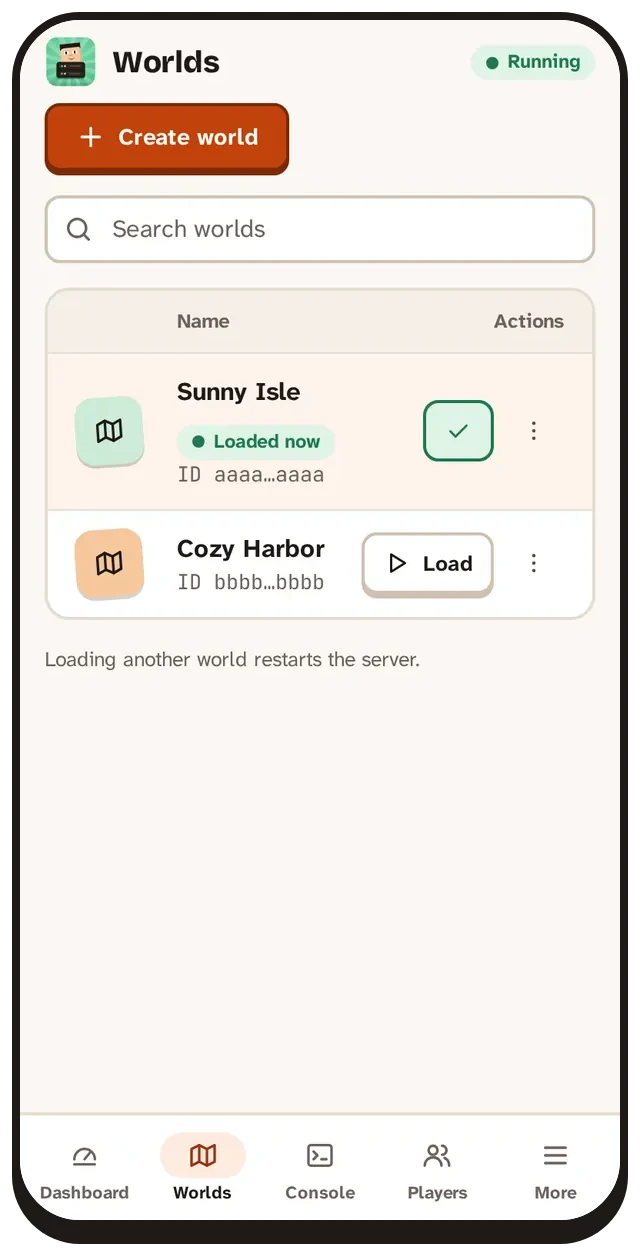 Worlds
Running
Create world
Search worlds
Name
Actions
Sunny Isle
Loaded now
ID aaaa…aaaa
Cozy Harbor
ID bbbb…bbbb
Load
Loading another world restarts the server.
Dashboard
Worlds
Console
Players
More